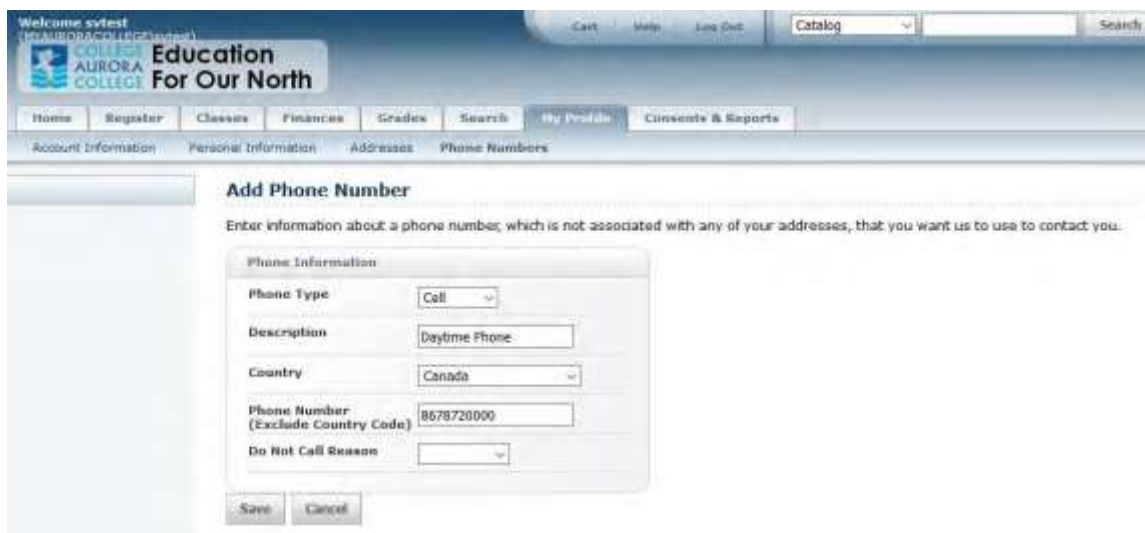 Welcome svtest
(MYAURORACOLLEGE\svtest)
Cart Help Log Out Catalog Search
COLLEGE
AURORA
COLLEGE
Education
For Our North
Home Register Classes Finances Grades Search My Profile Consents & Reports
Account Information Personal Information Addresses Phone Numbers
Add Phone Number
Enter information about a phone number, which is not associated with any of your addresses, that you want us to use to contact you.
Phone Information
Phone Type Cell
Description Daytime Phone
Country Canada
Phone Number
(Exclude Country Code) 8678720000
Do Not Call Reason
Save Cancel